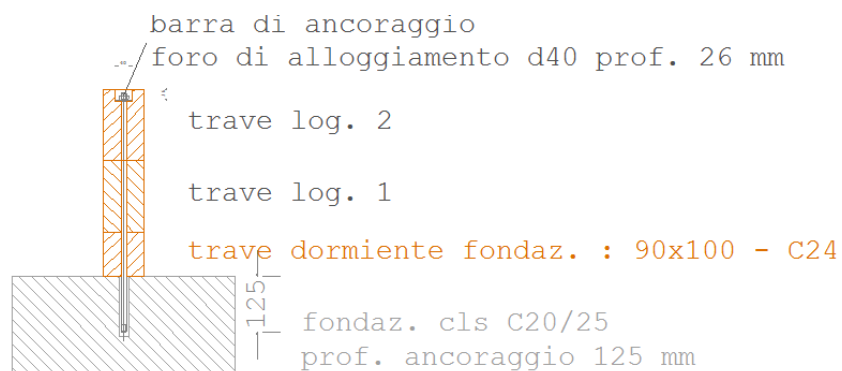 barra di ancoraggio
foro di alloggiamento d40 prof. 26 mm
trave log. 2
trave log. 1
trave dormiente fondaz. : 90x100 - C24
125
fondaz. cls C20/25
prof. ancoraggio 125 mm